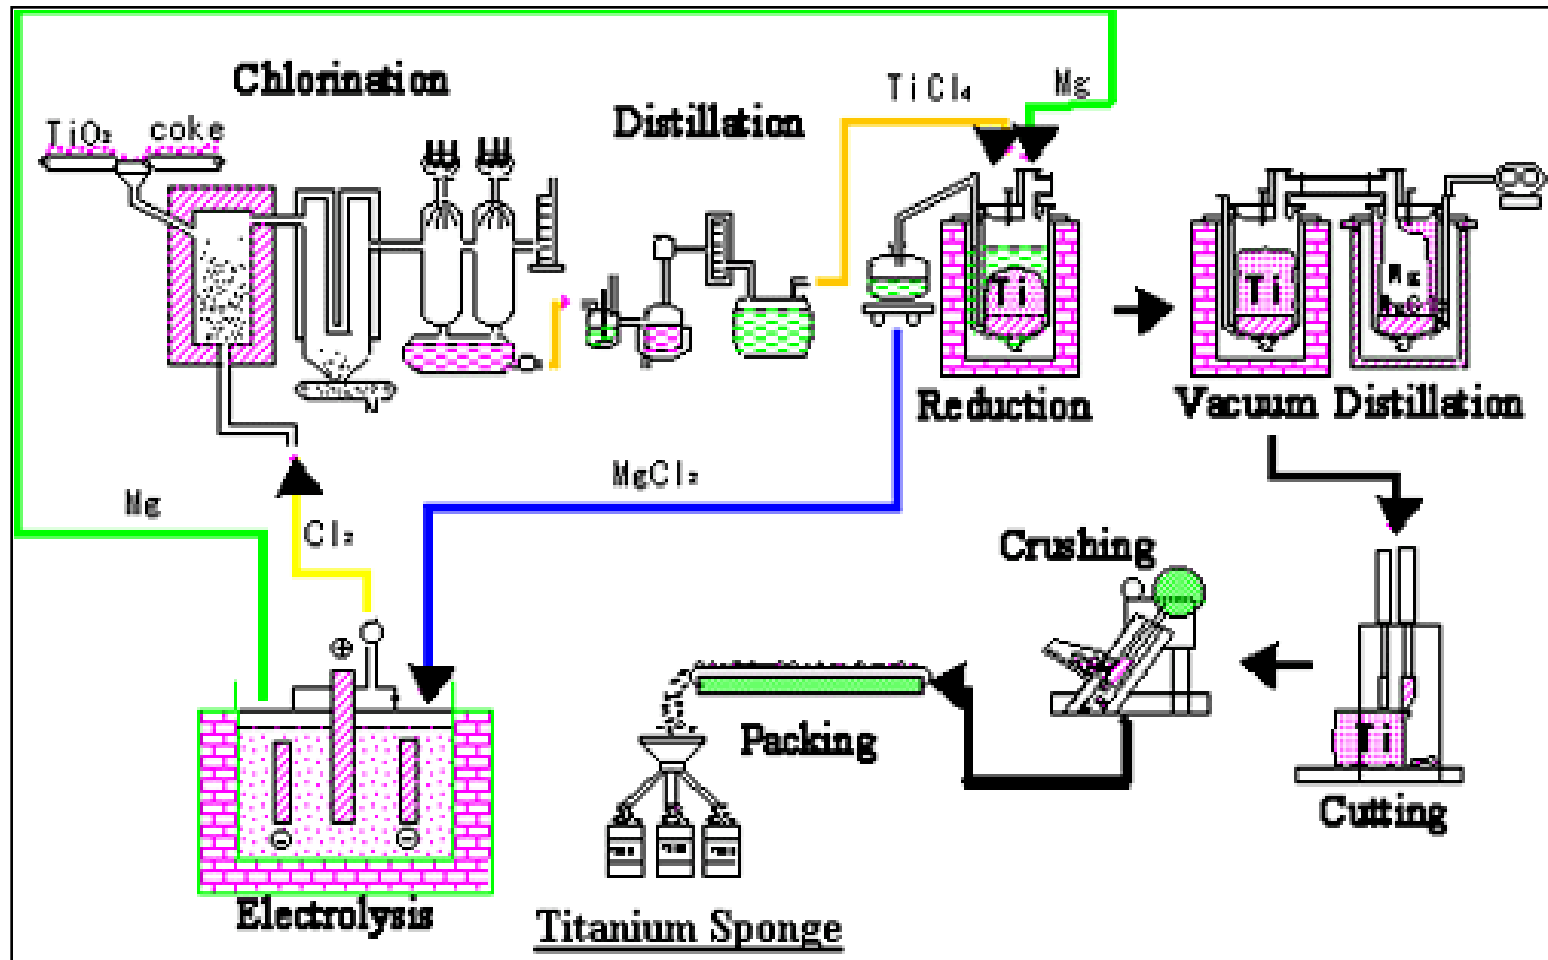 Chlorination
TiO₂ coke
Distillation
TiCl₄
Mg
Ti
Reduction
Ti
Mg
Vacuum Distillation
MgCl₂
Mg
Cl₂
Crushing
Ti
Cutting
Packing
⊕
⊖ ⊖
Electrolysis
Titanium Sponge